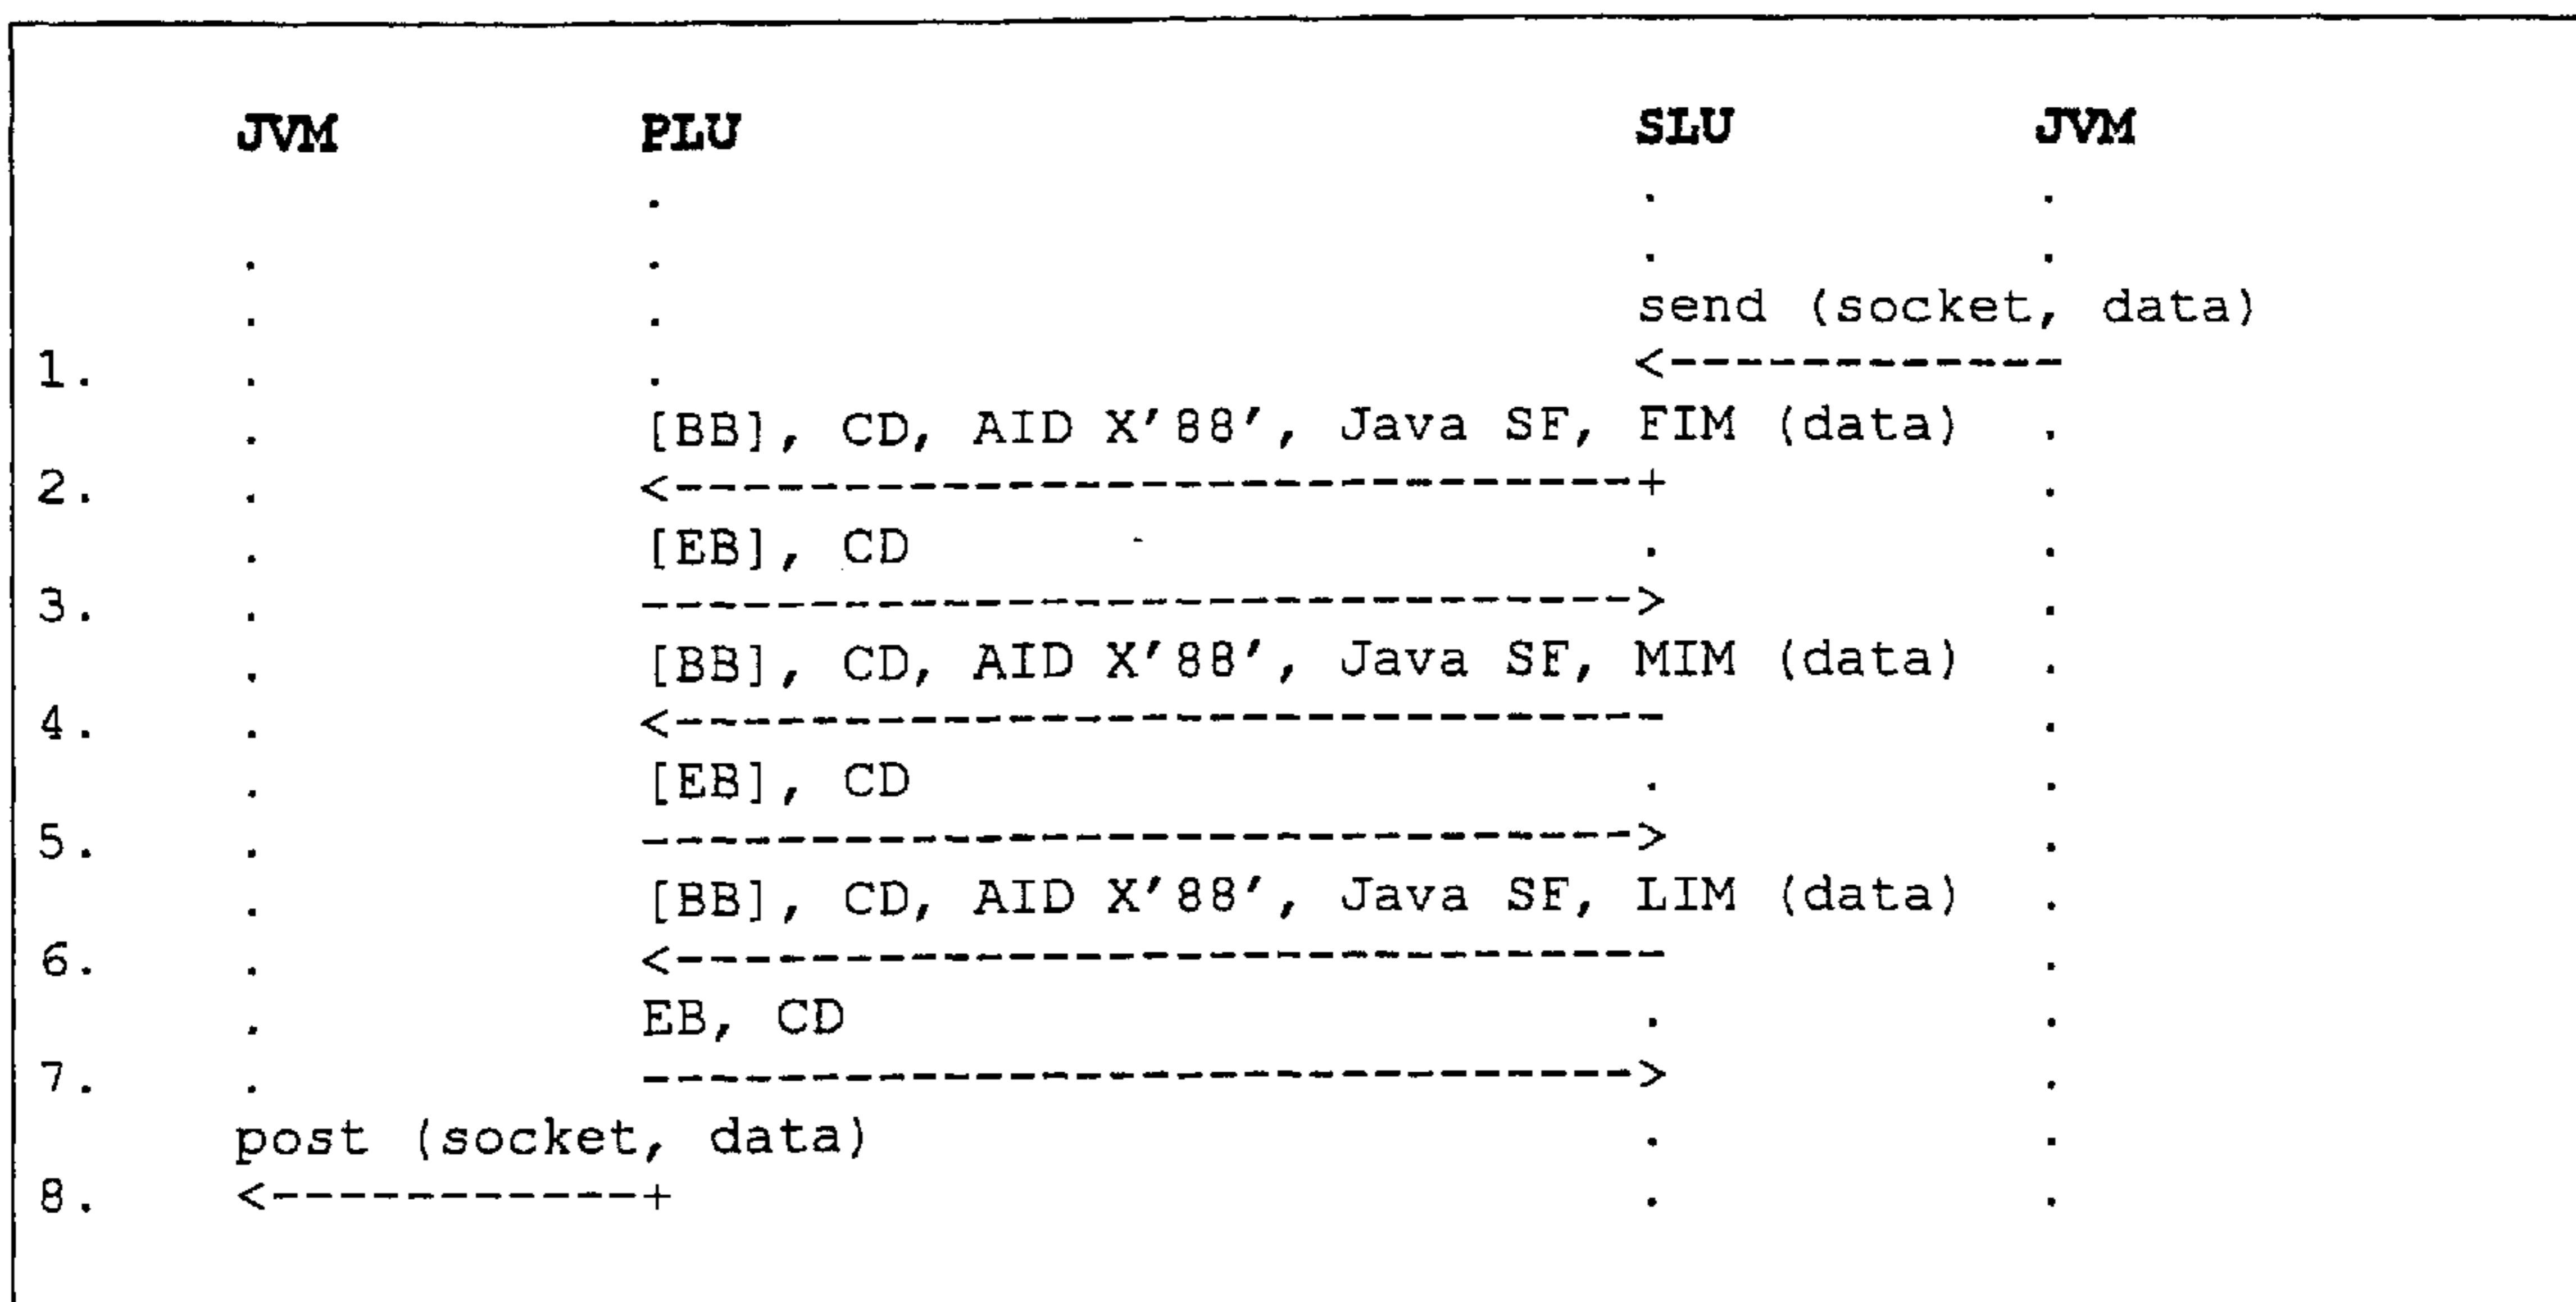 JVM PLU SLU JVM
. . .
. . . .
. . send (socket, data)
1. . . <------------
. [BB], CD, AID X'88', Java SF, FIM (data) .
2. . <-----------------------------+ .
. [EB], CD . .
3. . ------------------------------> .
. [BB], CD, AID X'88', Java SF, MIM (data) .
4. . <------------------------------ .
. [EB], CD . .
5. . ------------------------------> .
. [BB], CD, AID X'88', Java SF, LIM (data) .
6. . <------------------------------ .
. EB, CD . .
7. . ------------------------------> .
post (socket, data) . .
8. <-----------+ . .